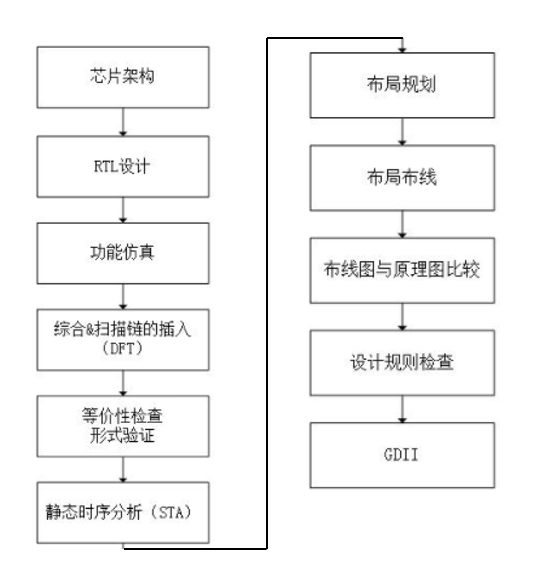 芯片架构
RTL设计
功能仿真
综合&扫描链的插入
（DFT）
等价性检查
形式验证
静态时序分析（STA）
布局规划
布局布线
布线图与原理图比较
设计规则检查
GDII